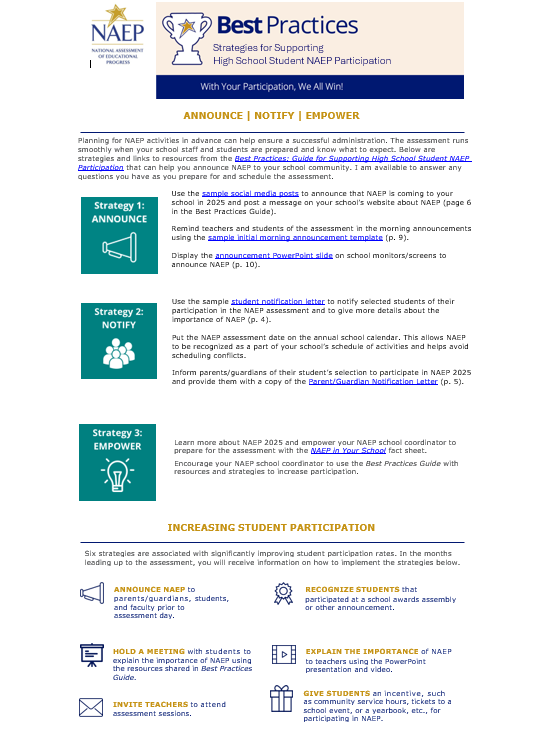 NAEP
NATIONAL ASSESSMENT
OF EDUCATIONAL
PROGRESS
Best Practices
Strategies for Supporting
High School Student NAEP Participation
With Your Participation, We All Win!
ANNOUNCE | NOTIFY | EMPOWER
Planning for NAEP activities in advance can help ensure a successful administration. The assessment runs
smoothly when your school staff and students are prepared and know what to expect. Below are
strategies and links to resources from the Best Practices: Guide for Supporting High School Student NAEP
Participation that can help you announce NAEP to your school community. I am available to answer any
questions you have as you prepare for and schedule the assessment.
Strategy 1:
ANNOUNCE
Use the sample social media posts to announce that NAEP is coming to your
school in 2025 and post a message on your school's website about NAEP (page 6
in the Best Practices Guide).
Remind teachers and students of the assessment in the morning announcements
using the sample initial morning announcement template (p. 9).
Display the announcement PowerPoint slide on school monitors/screens to
announce NAEP (p. 10).
Strategy 2:
NOTIFY
Use the sample student notification letter to notify selected students of their
participation in the NAEP assessment and to give more details about the
importance of NAEP (p. 4).
Put the NAEP assessment date on the annual school calendar. This allows NAEP
to be recognized as a part of your school's schedule of activities and helps avoid
scheduling conflicts.
Inform parents/guardians of their student's selection to participate in NAEP 2025
and provide them with a copy of the Parent/Guardian Notification Letter (p. 5).
Strategy 3:
EMPOWER
Learn more about NAEP 2025 and empower your NAEP school coordinator to
prepare for the assessment with the NAEP in Your School fact sheet.
Encourage your NAEP school coordinator to use the Best Practices Guide with
resources and strategies to increase participation.
INCREASING STUDENT PARTICIPATION
Six strategies are associated with significantly improving student participation rates. In the months
leading up to the assessment, you will receive information on how to implement the strategies below.
ANNOUNCE NAEP to
parents/guardians, students,
and faculty prior to
assessment day.
RECOGNIZE STUDENTS that
participated at a school awards assembly
or other announcement.
HOLD A MEETING with students to
explain the importance of NAEP using
the resources shared in Best Practices
Guide.
EXPLAIN THE IMPORTANCE of NAEP
to teachers using the PowerPoint
presentation and video.
INVITE TEACHERS to attend
assessment sessions.
GIVE STUDENTS an incentive, such
as community service hours, tickets to a
school event, or a yearbook, etc., for
participating in NAEP.